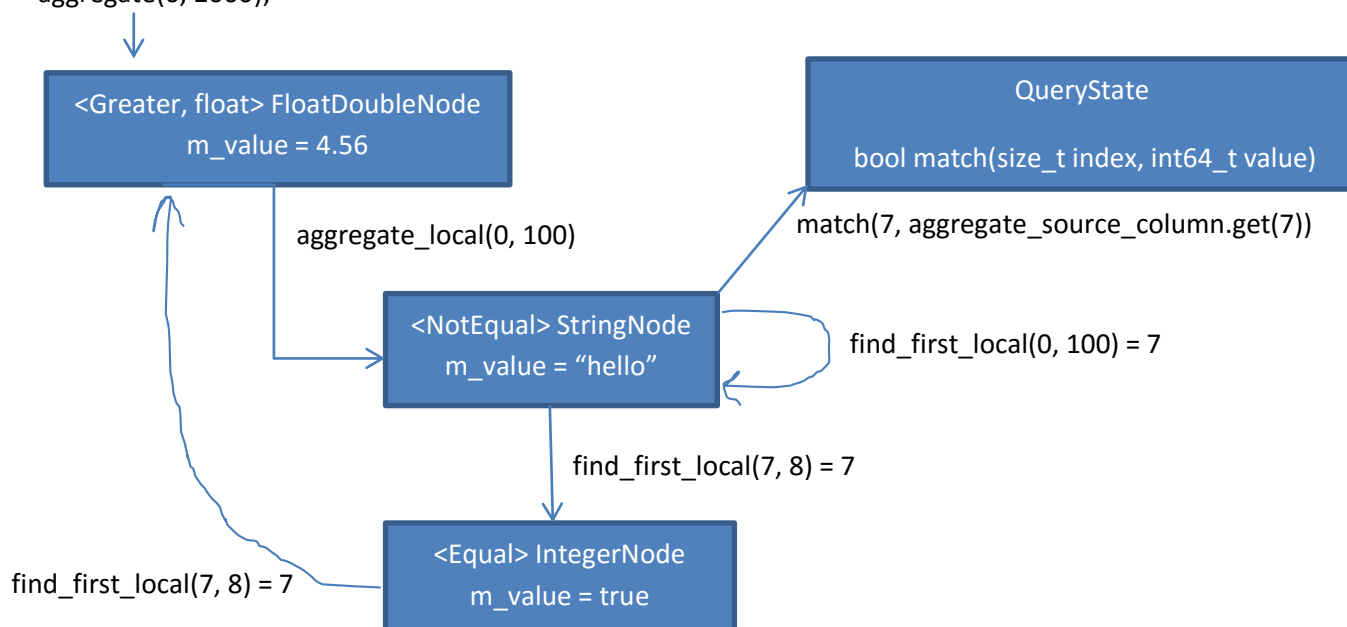 <Greater, float> FloatDoubleNode
m_value = 4.56
QueryState
bool match(size_t index, int64_t value)
match(7, aggregate_source_column.get(7))
aggregate_local(0, 100)
<NotEqual> StringNode
m_value = “hello”
find_first_local(0, 100) = 7
find_first_local(7, 8) = 7
<Equal> IntegerNode
m_value = true
find_first_local(7, 8) = 7